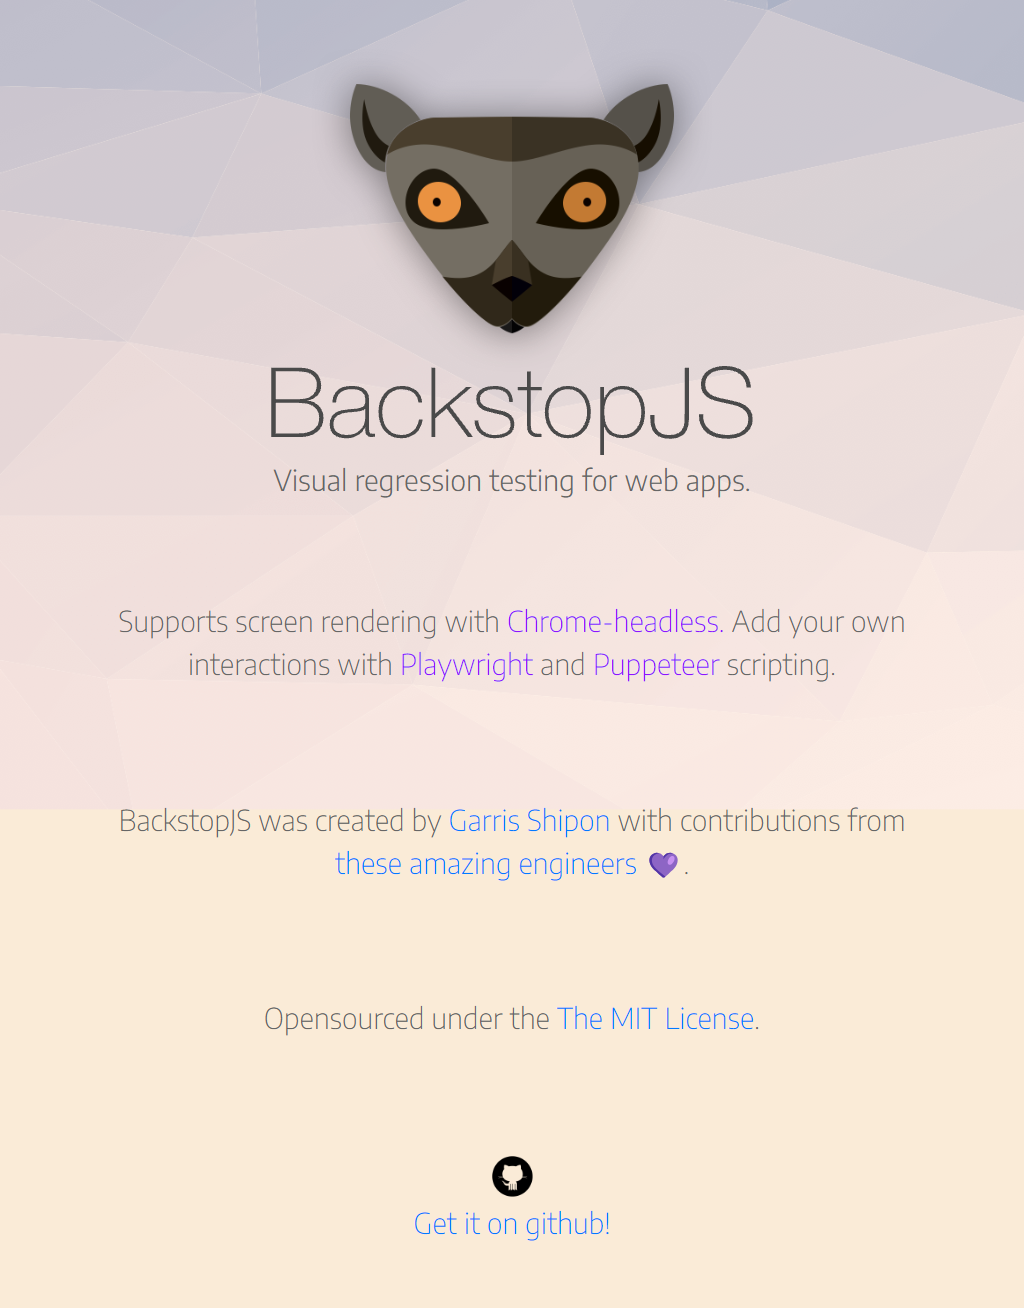 BackstopJS
Visual regression testing for web apps.
Supports screen rendering with Chrome-headless. Add your own
interactions with Playwright and Puppeteer scripting.
BackstopJS was created by Garris Shipon with contributions from
these amazing engineers 💜.
Opensourced under the The MIT License.
Get it on github!